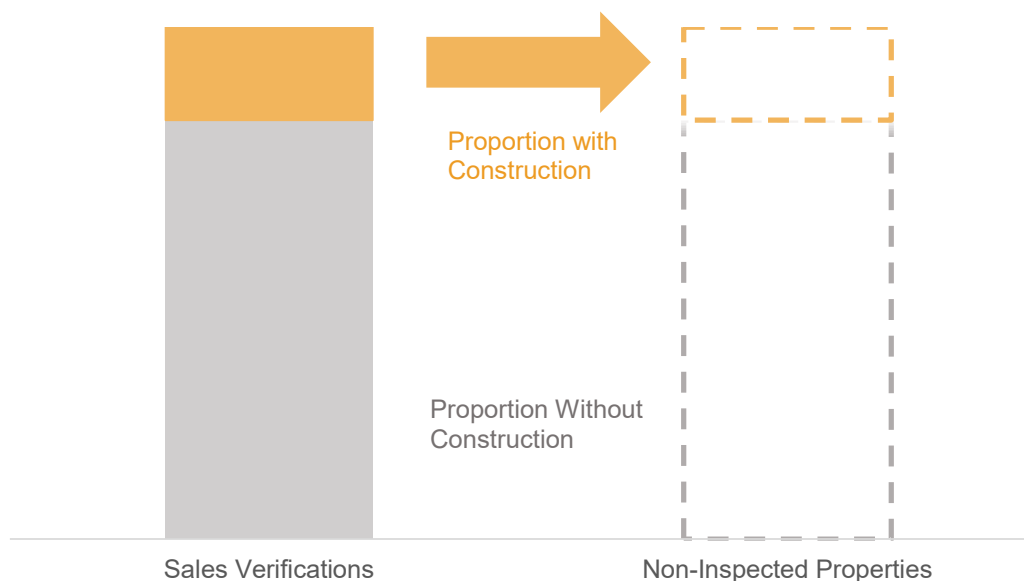 Proportion with
Construction
Proportion Without
Construction
Sales Verifications
Non-Inspected Properties